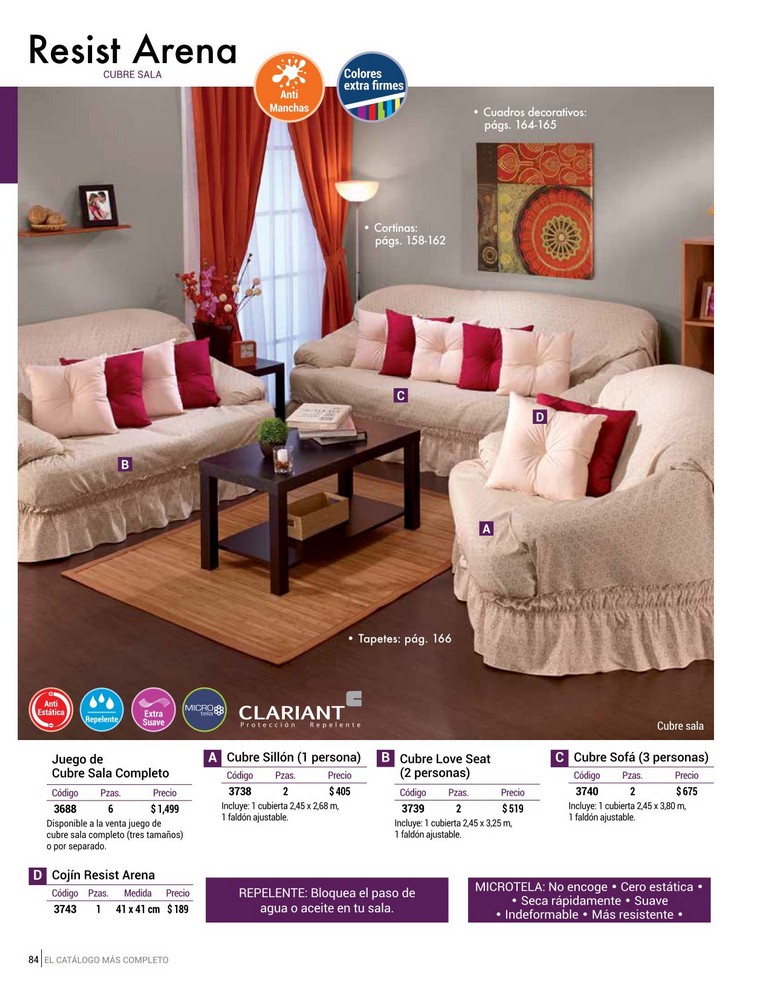 Resist Arena
CUBRE SALA
Anti
Manchas
Colores
extra firmes
• Cuadros decorativos:
págs. 164-165
• Cortinas:
págs. 158-162
C
D
B
A
• Tapetes: pág. 166
Anti
Estática
Repelente
Extra
Suave
MICRO
tela
CLARIANT
Protección Repelente
Cubre sala
Juego de
Cubre Sala Completo
Código Pzas. Precio
3688 6 $1,499
Disponible a la venta juego de
cubre sala completo (tres tamaños)
o por separado.
A Cubre Sillón (1 persona)
Código Pzas. Precio
3738 2 $405
Incluye: 1 cubierta 2,45 x 2,68 m,
1 faldón ajustable.
B Cubre Love Seat
(2 personas)
Código Pzas. Precio
3739 2 $519
Incluye: 1 cubierta 2,45 x 3,25 m,
1 faldón ajustable.
C Cubre Sofá (3 personas)
Código Pzas. Precio
3740 2 $675
Incluye: 1 cubierta 2,45 x 3,80 m,
1 faldón ajustable.
D Cojín Resist Arena
Código Pzas. Medida Precio
3743 1 41 x 41 cm $189
REPELENTE: Bloquea el paso de
agua o aceite en tu sala.
MICROTELA: No encoge • Cero estática •
• Seca rápidamente • Suave
• Indeformable • Más resistente •
84 EL CATÁLOGO MÁS COMPLETO